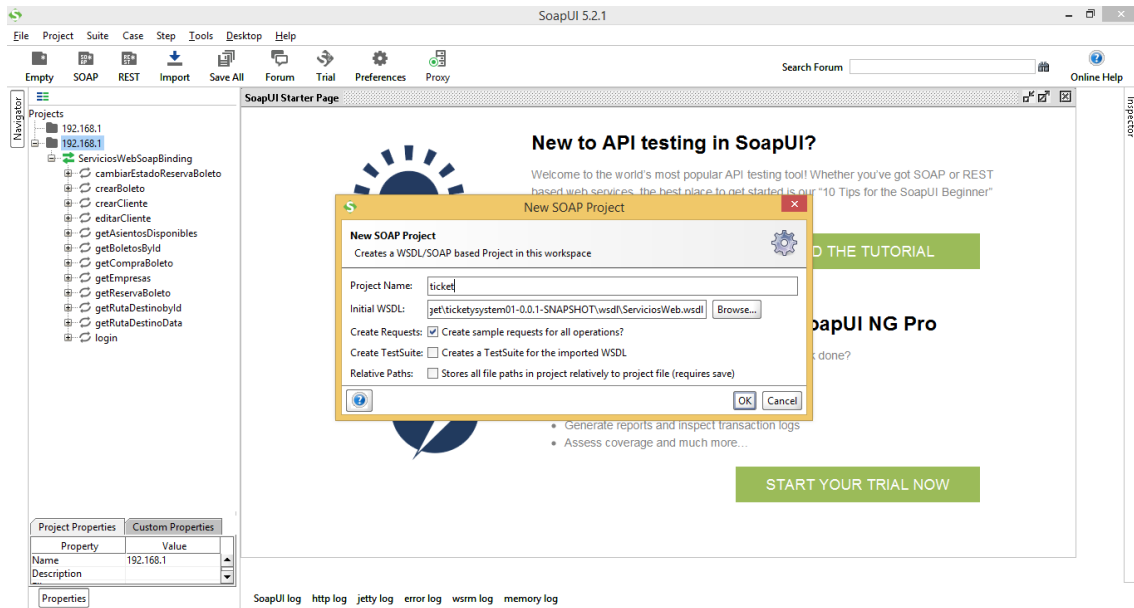 SoapUI 5.2.1
File Project Suite Case Step Tools Desktop Help
Empty SOAP REST Import Save All Forum Trial Preferences Proxy Search Forum Online Help
Navigator
Inspector
SoapUI Starter Page
Projects
192.168.1
192.168.1
ServiciosWebSoapBinding
cambiarEstadoReservaBoleto
crearBoleto
crearCliente
editarCliente
getAsientosDisponibles
getBoletosById
getCompraBoleto
getEmpresas
getReservaBoleto
getRutaDestinobyId
getRutaDestinoData
login
New to API testing in SoapUI?
Welcome to the world's most popular API testing tool! Whether you've got SOAP or REST
based web services, the best place to get started is our "10 Tips for the SoapUI Beginner"
D THE TUTORIAL
oapUI NG Pro
done?
Generate reports and inspect transaction logs
Assess coverage and much more...
START YOUR TRIAL NOW
New SOAP Project
New SOAP Project
Creates a WSDL/SOAP based Project in this workspace
Project Name: ticket
Initial WSDL: get\ticketysystem01-0.0.1-SNAPSHOT\wsdl\ServiciosWeb.wsdl Browse...
Create Requests: Create sample requests for all operations?
Create TestSuite: Creates a TestSuite for the imported WSDL
Relative Paths: Stores all file paths in project relatively to project file (requires save)
OK Cancel
Project Properties Custom Properties
Property Value
Name 192.168.1
Description
Properties
SoapUI log http log jetty log error log wsrm log memory log